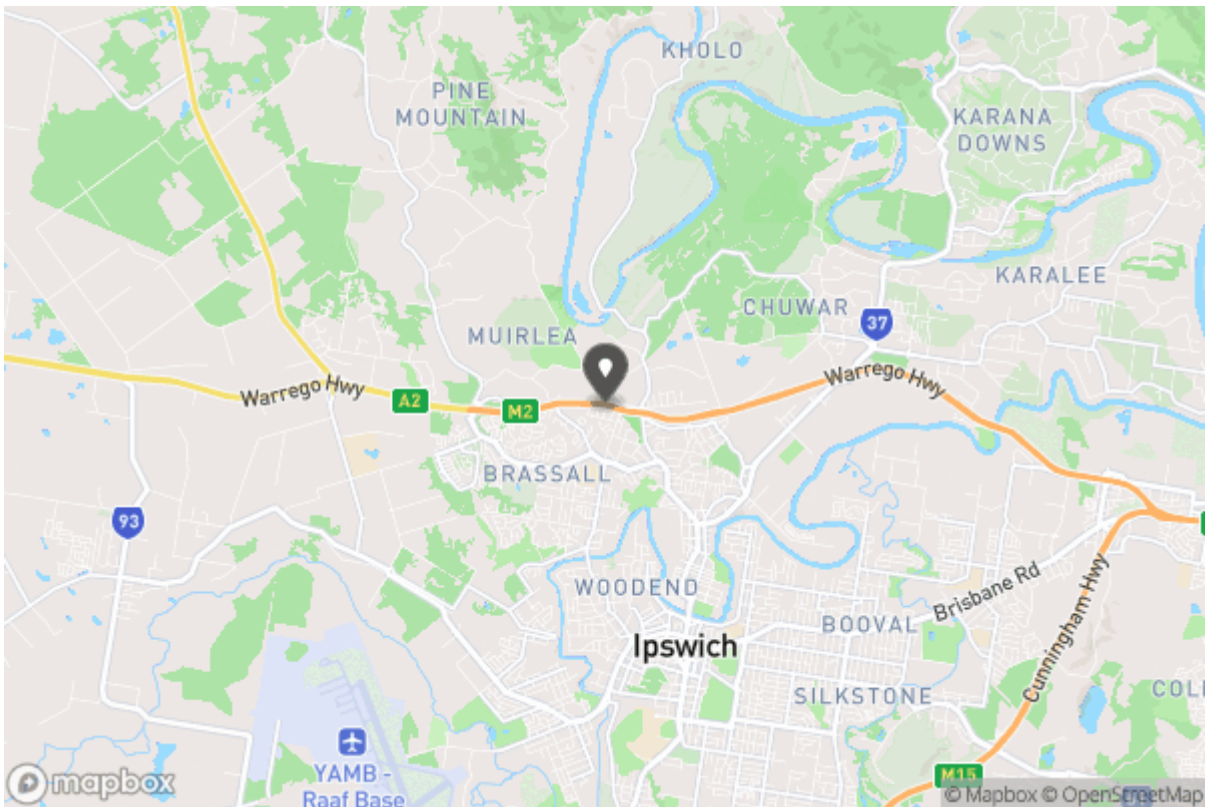 KHOLO
PINE
MOUNTAIN
KARANA
DOWNS
KARALEE
CHUWAR
37
MUIRLEA
Warrego Hwy
Warrego Hwy
A2
M2
BRASSALL
93
WOODEND
Brisbane Rd
Cunningham Hwy
BOOVAL
Ipswich
SILKSTONE
COLL
YAMB -
Raaf Base
M15
mapbox
© Mapbox © OpenStreetMap